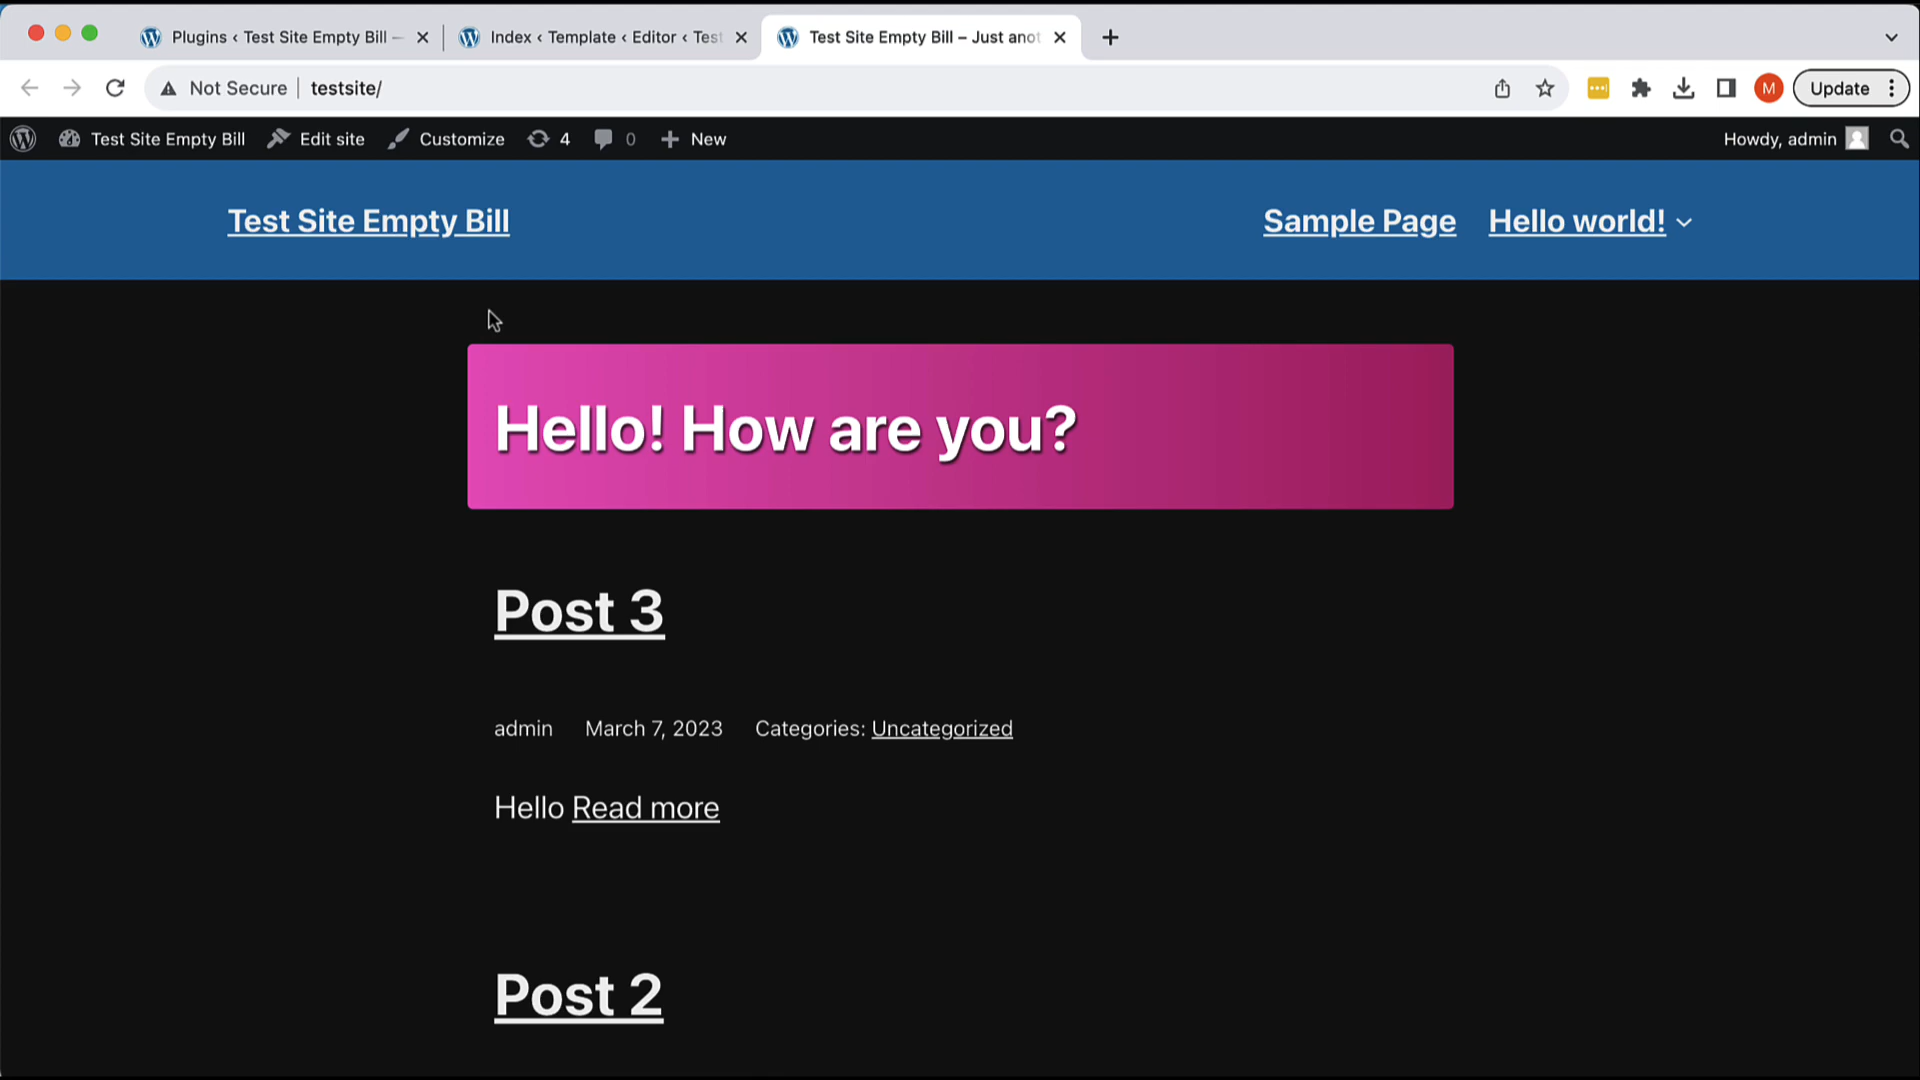 Plugins ‹ Test Site Empty Bill —
Index ‹ Template ‹ Editor ‹ Test
Test Site Empty Bill – Just anot
Not Secure
testsite/
M
Update
Test Site Empty Bill
Edit site
Customize
4
0
New
Howdy, admin
Test Site Empty Bill
Sample Page
Hello world!
Hello! How are you?
Post 3
admin March 7, 2023 Categories: Uncategorized
Hello Read more
Post 2